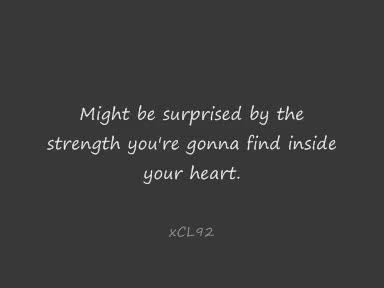 Might be surprised by the
strength you're gonna find inside
your heart.
xCL92